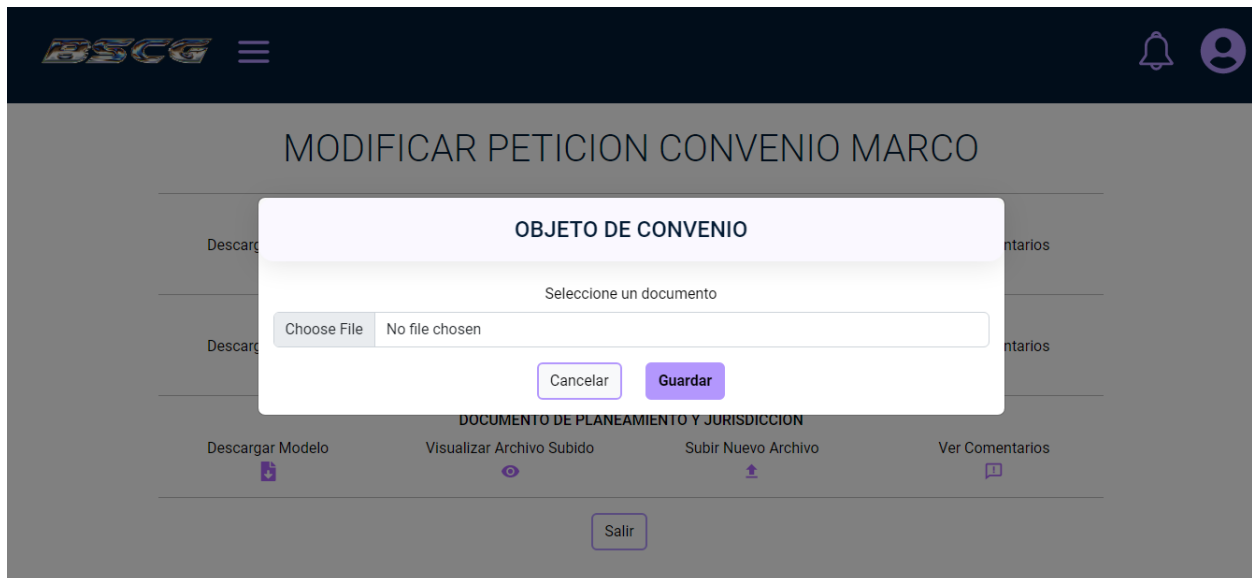 BSCG
MODIFICAR PETICION CONVENIO MARCO
OBJETO DE CONVENIO
Descarg
ntarios
Seleccione un documento
Choose File No file chosen
Descarg
ntarios
Cancelar Guardar
DOCUMENTO DE PLANEAMIENTO Y JURISDICCION
Descargar Modelo Visualizar Archivo Subido Subir Nuevo Archivo Ver Comentarios
Salir